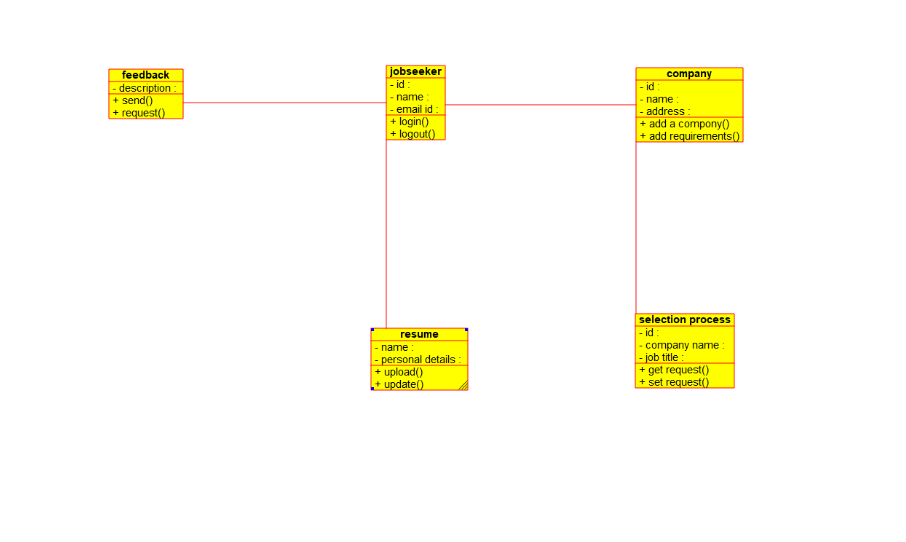 feedback
- description :
+ send()
+ request()
jobseeker
- id :
- name :
- email id :
+ login()
+ logout()
company
- id :
- name :
- address :
+ add a compony()
+ add requirements()
resume
- name :
- personal details :
+ upload()
+ update()
selection process
- id :
- company name :
- job title :
+ get request()
+ set request()